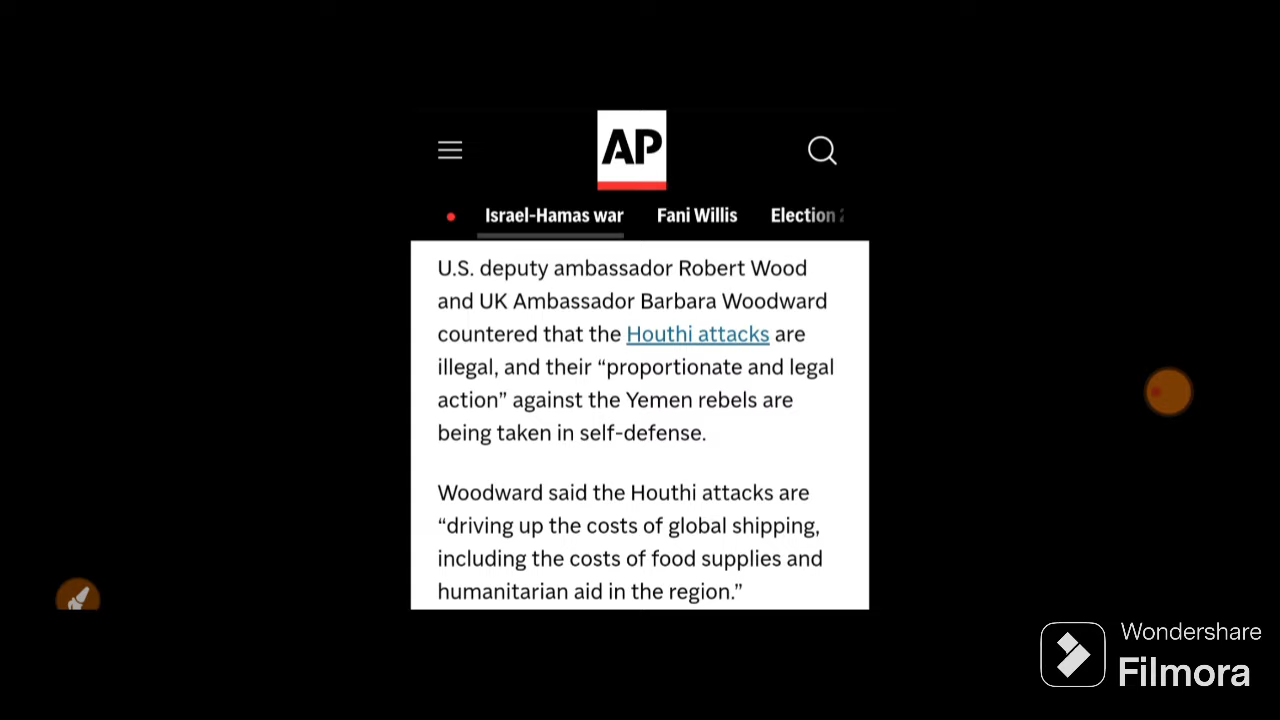 AP
Israel-Hamas war Fani Willis Election
U.S. deputy ambassador Robert Wood
and UK Ambassador Barbara Woodward
countered that the Houthi attacks are
illegal, and their “proportionate and legal
action” against the Yemen rebels are
being taken in self-defense.
Woodward said the Houthi attacks are
“driving up the costs of global shipping,
including the costs of food supplies and
humanitarian aid in the region.”
Wondershare
Filmora